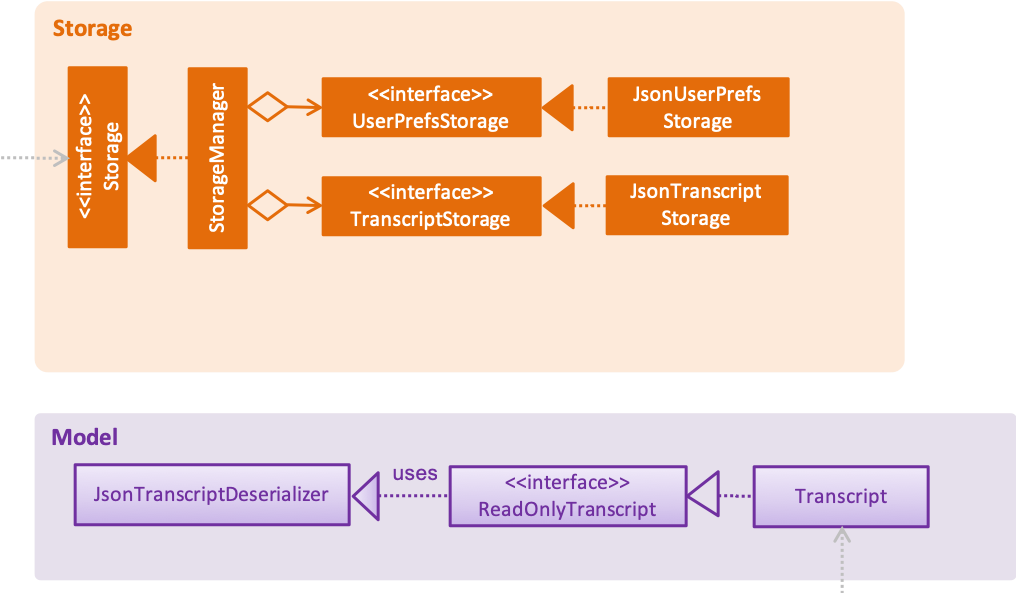 Storage
<<interface>>
Storage
StorageManager
<<interface>>
UserPrefsStorage
JsonUserPrefs
Storage
<<interface>>
TranscriptStorage
JsonTranscript
Storage
Model
JsonTranscriptDeserializer
uses
<<interface>>
ReadOnlyTranscript
Transcript